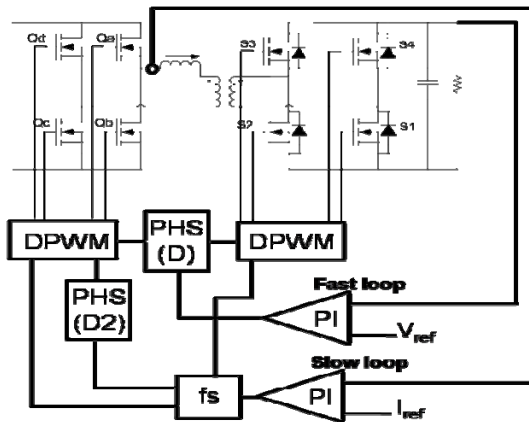 Qd Qa S3 S4
Qc Qb S2 S1
DPWM PHS (D) DPWM
PHS (D2)
Fast loop
PI
Vref
Slow loop
fs
PI
Iref